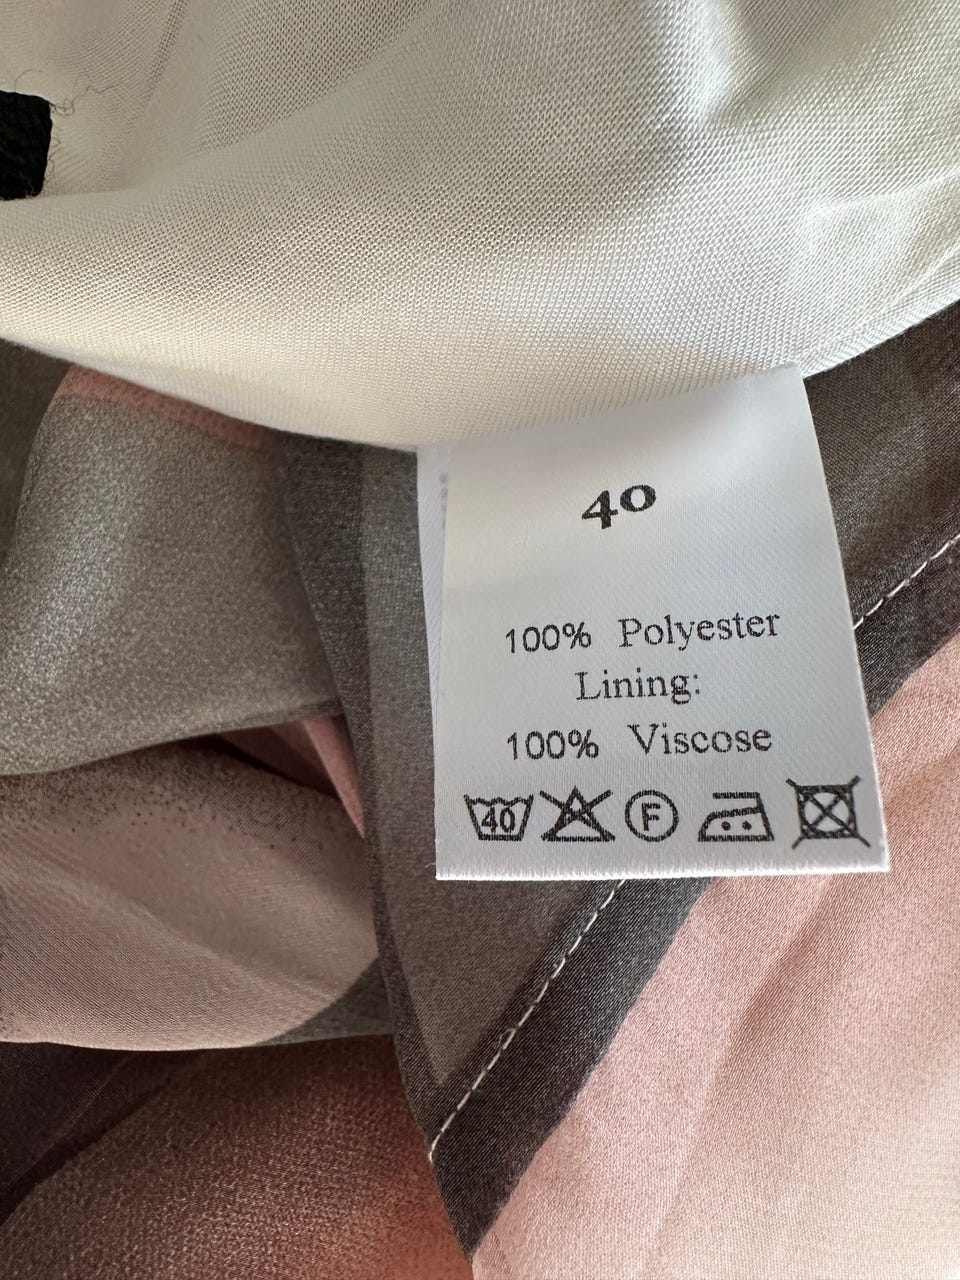 40
100% Polyester
Lining:
100% Viscose
40 F